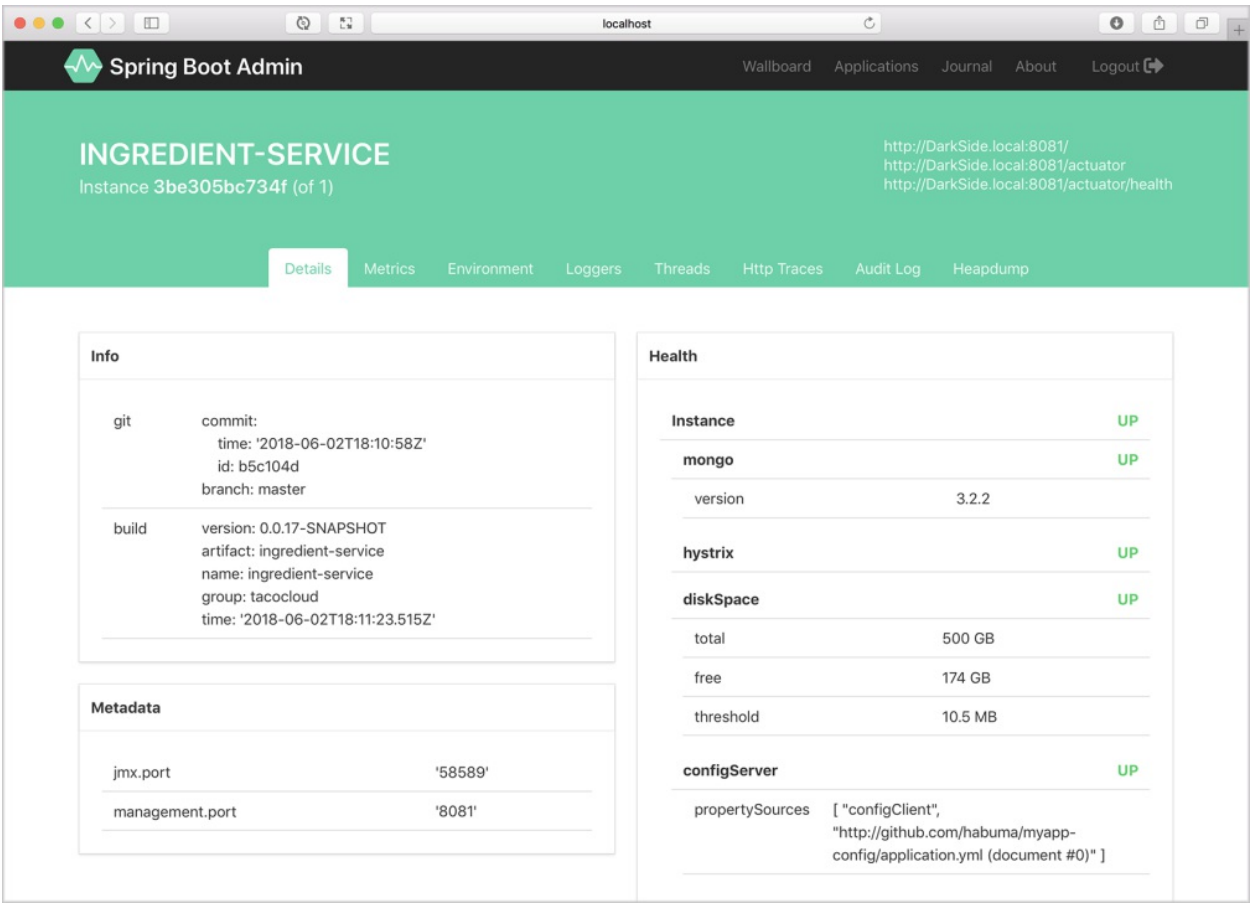 localhost
Spring Boot Admin
Wallboard Applications Journal About Logout
INGREDIENT-SERVICE
Instance 3be305bc734f (of 1)
http://DarkSide.local:8081/
http://DarkSide.local:8081/actuator
http://DarkSide.local:8081/actuator/health
Details Metrics Environment Loggers Threads Http Traces Audit Log Heapdump
Info
git commit:
time: '2018-06-02T18:10:58Z'
id: b5c104d
branch: master
build version: 0.0.17-SNAPSHOT
artifact: ingredient-service
name: ingredient-service
group: tacocloud
time: '2018-06-02T18:11:23.515Z'
Metadata
jmx.port '58589'
management.port '8081'
Health
Instance UP
mongo UP
version 3.2.2
hystrix UP
diskSpace UP
total 500 GB
free 174 GB
threshold 10.5 MB
configServer UP
propertySources [ "configClient",
"http://github.com/habuma/myapp-
config/application.yml (document #0)" ]